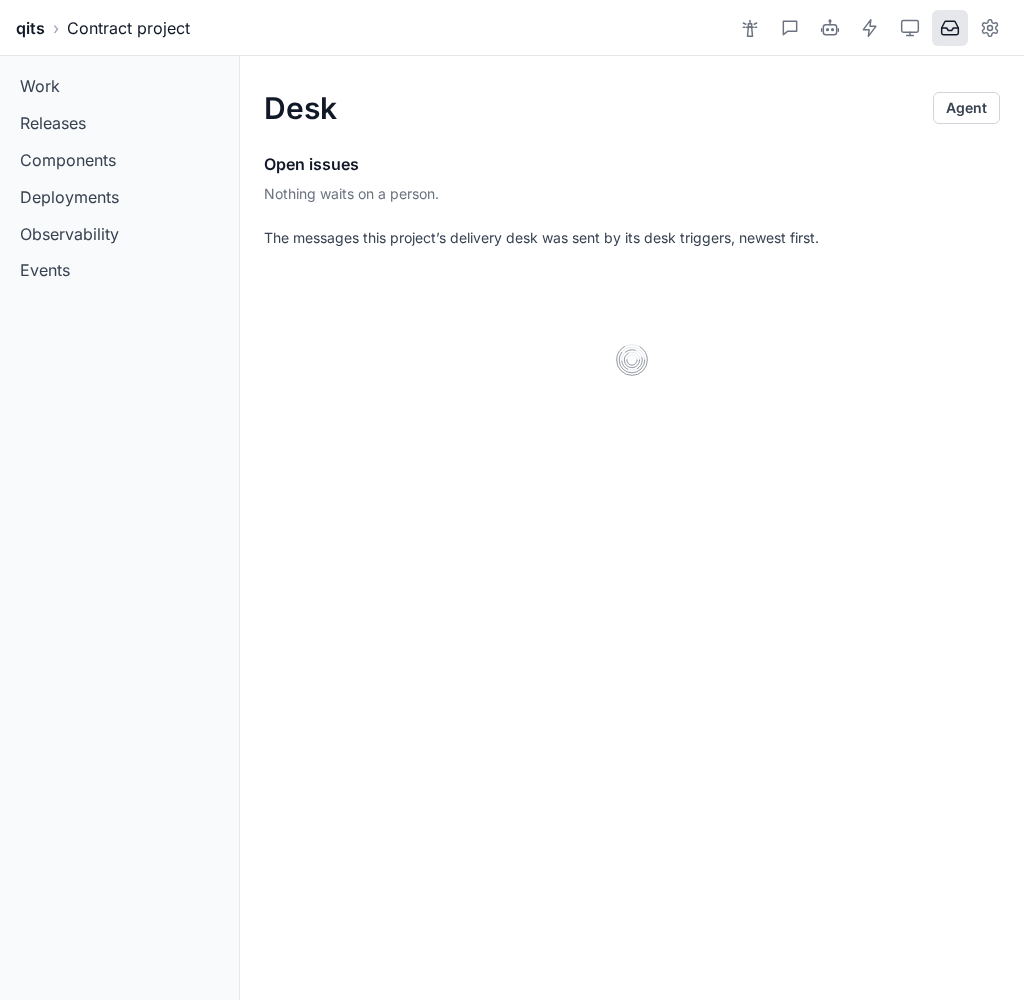 qits › Contract project
Work
Releases
Components
Deployments
Observability
Events
Desk
Agent
Open issues
Nothing waits on a person.
The messages this project’s delivery desk was sent by its desk triggers, newest first.